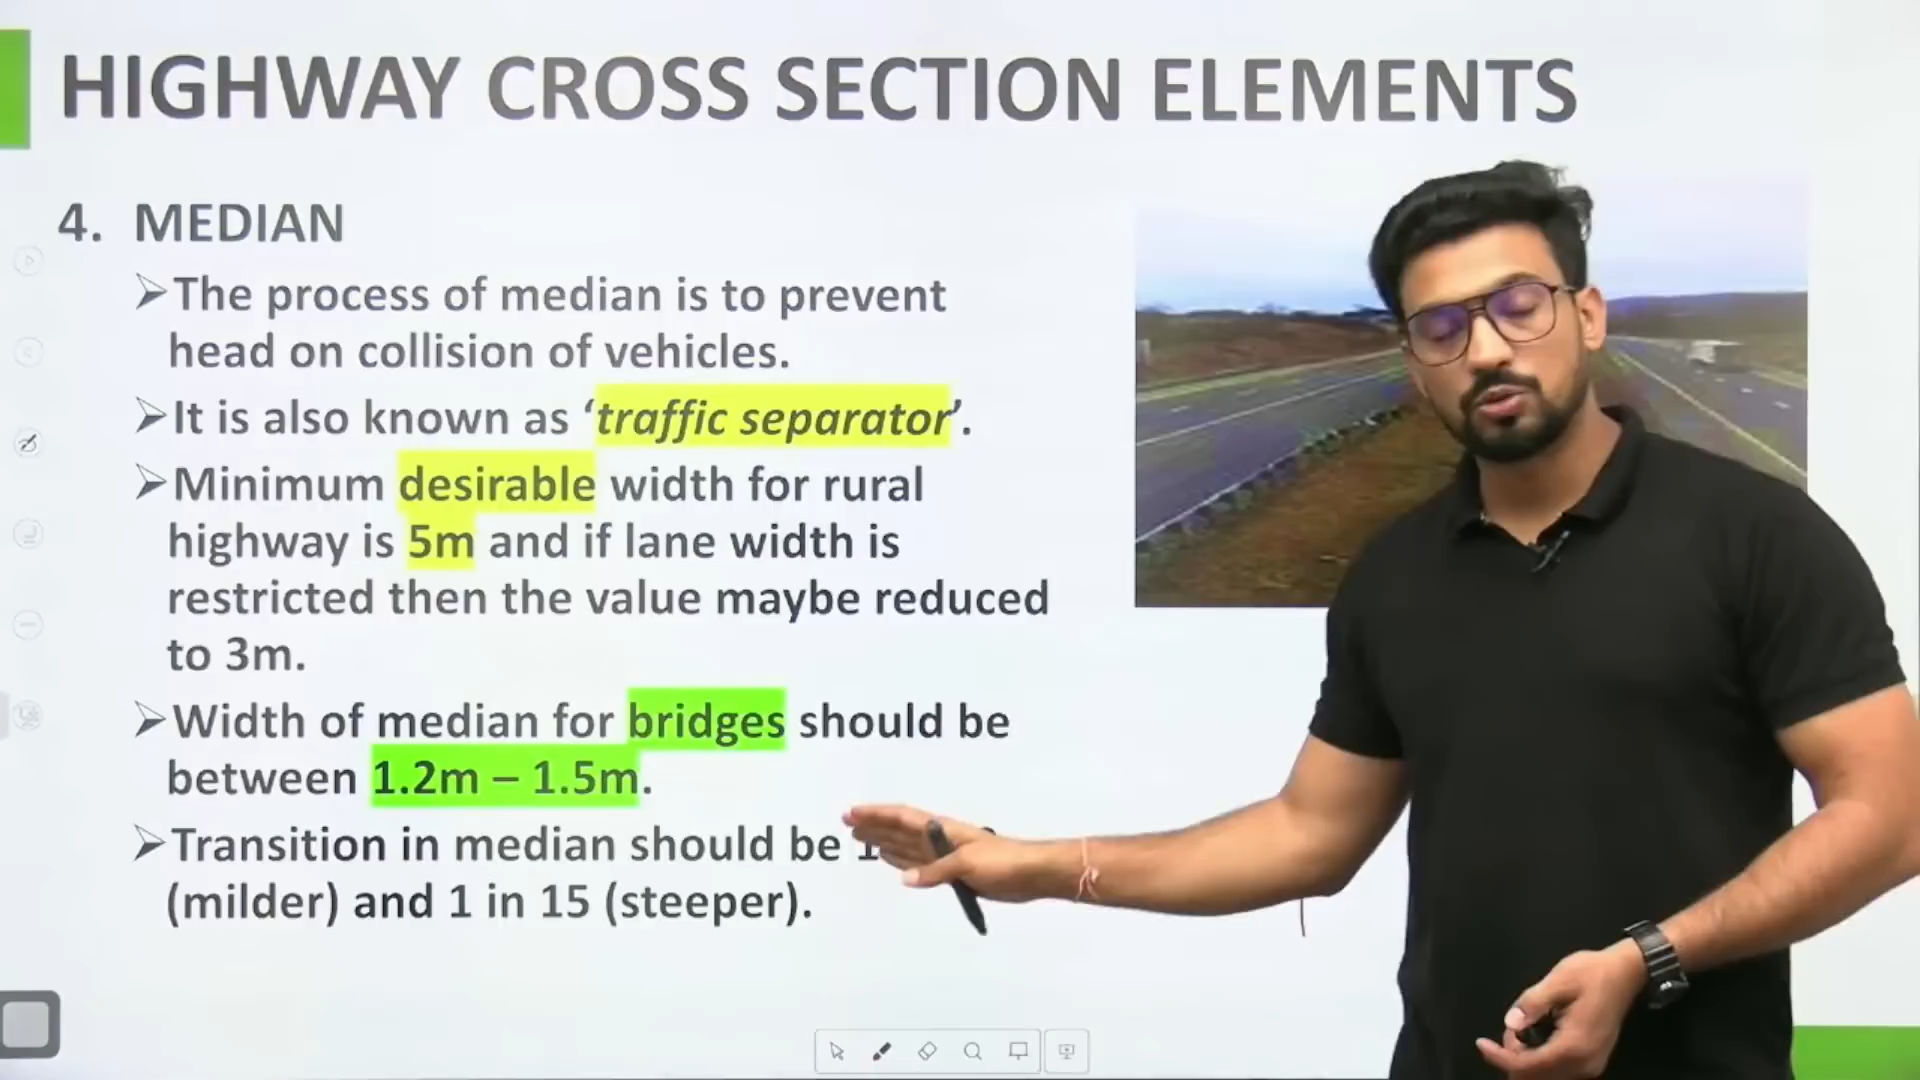 HIGHWAY CROSS SECTION ELEMENTS
4. MEDIAN
➢The process of median is to prevent
head on collision of vehicles.
➢It is also known as ‘traffic separator’.
➢Minimum desirable width for rural
highway is 5m and if lane width is
restricted then the value maybe reduced
to 3m.
➢Width of median for bridges should be
between 1.2m – 1.5m.
➢Transition in median should be 1
(milder) and 1 in 15 (steeper).